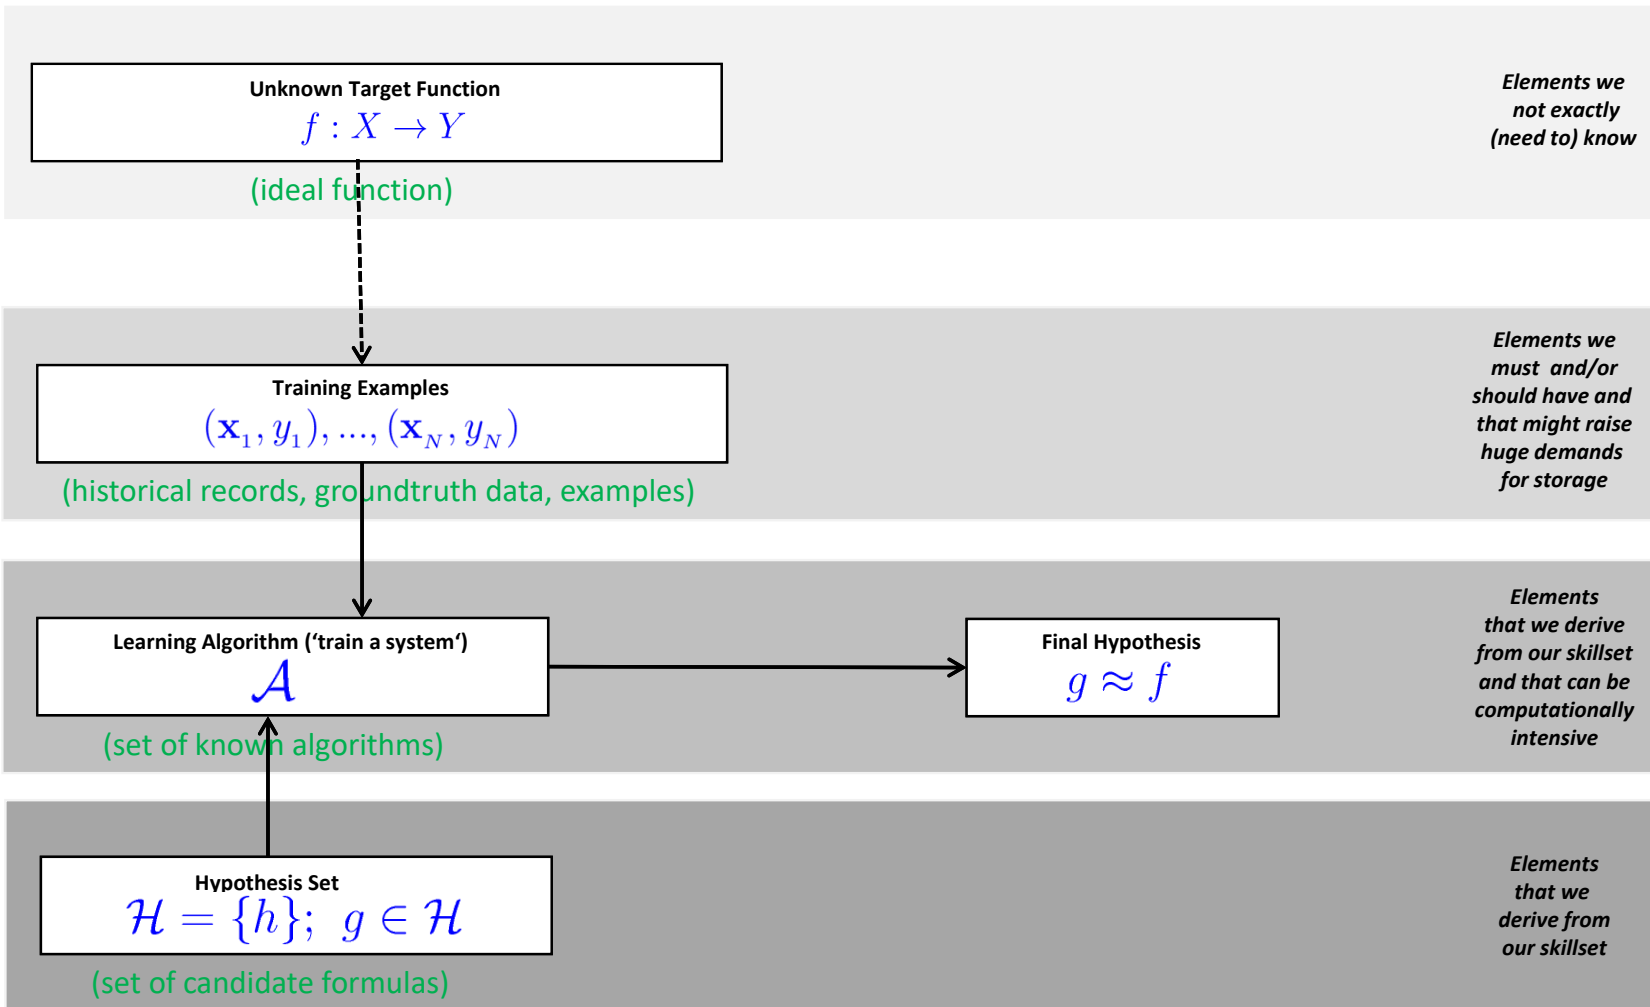 Unknown Target Function
f : X → Y
(ideal function)
Elements we
not exactly
(need to) know
Training Examples
(x₁, y₁), ..., (x_N, y_N)
(historical records, groundtruth data, examples)
Elements we
must and/or
should have and
that might raise
huge demands
for storage
Learning Algorithm (‘train a system‘)
𝒜
(set of known algorithms)
Final Hypothesis
g ≈ f
Elements
that we derive
from our skillset
and that can be
computationally
intensive
Hypothesis Set
ℋ = {h}; g ∈ ℋ
(set of candidate formulas)
Elements
that we
derive from
our skillset